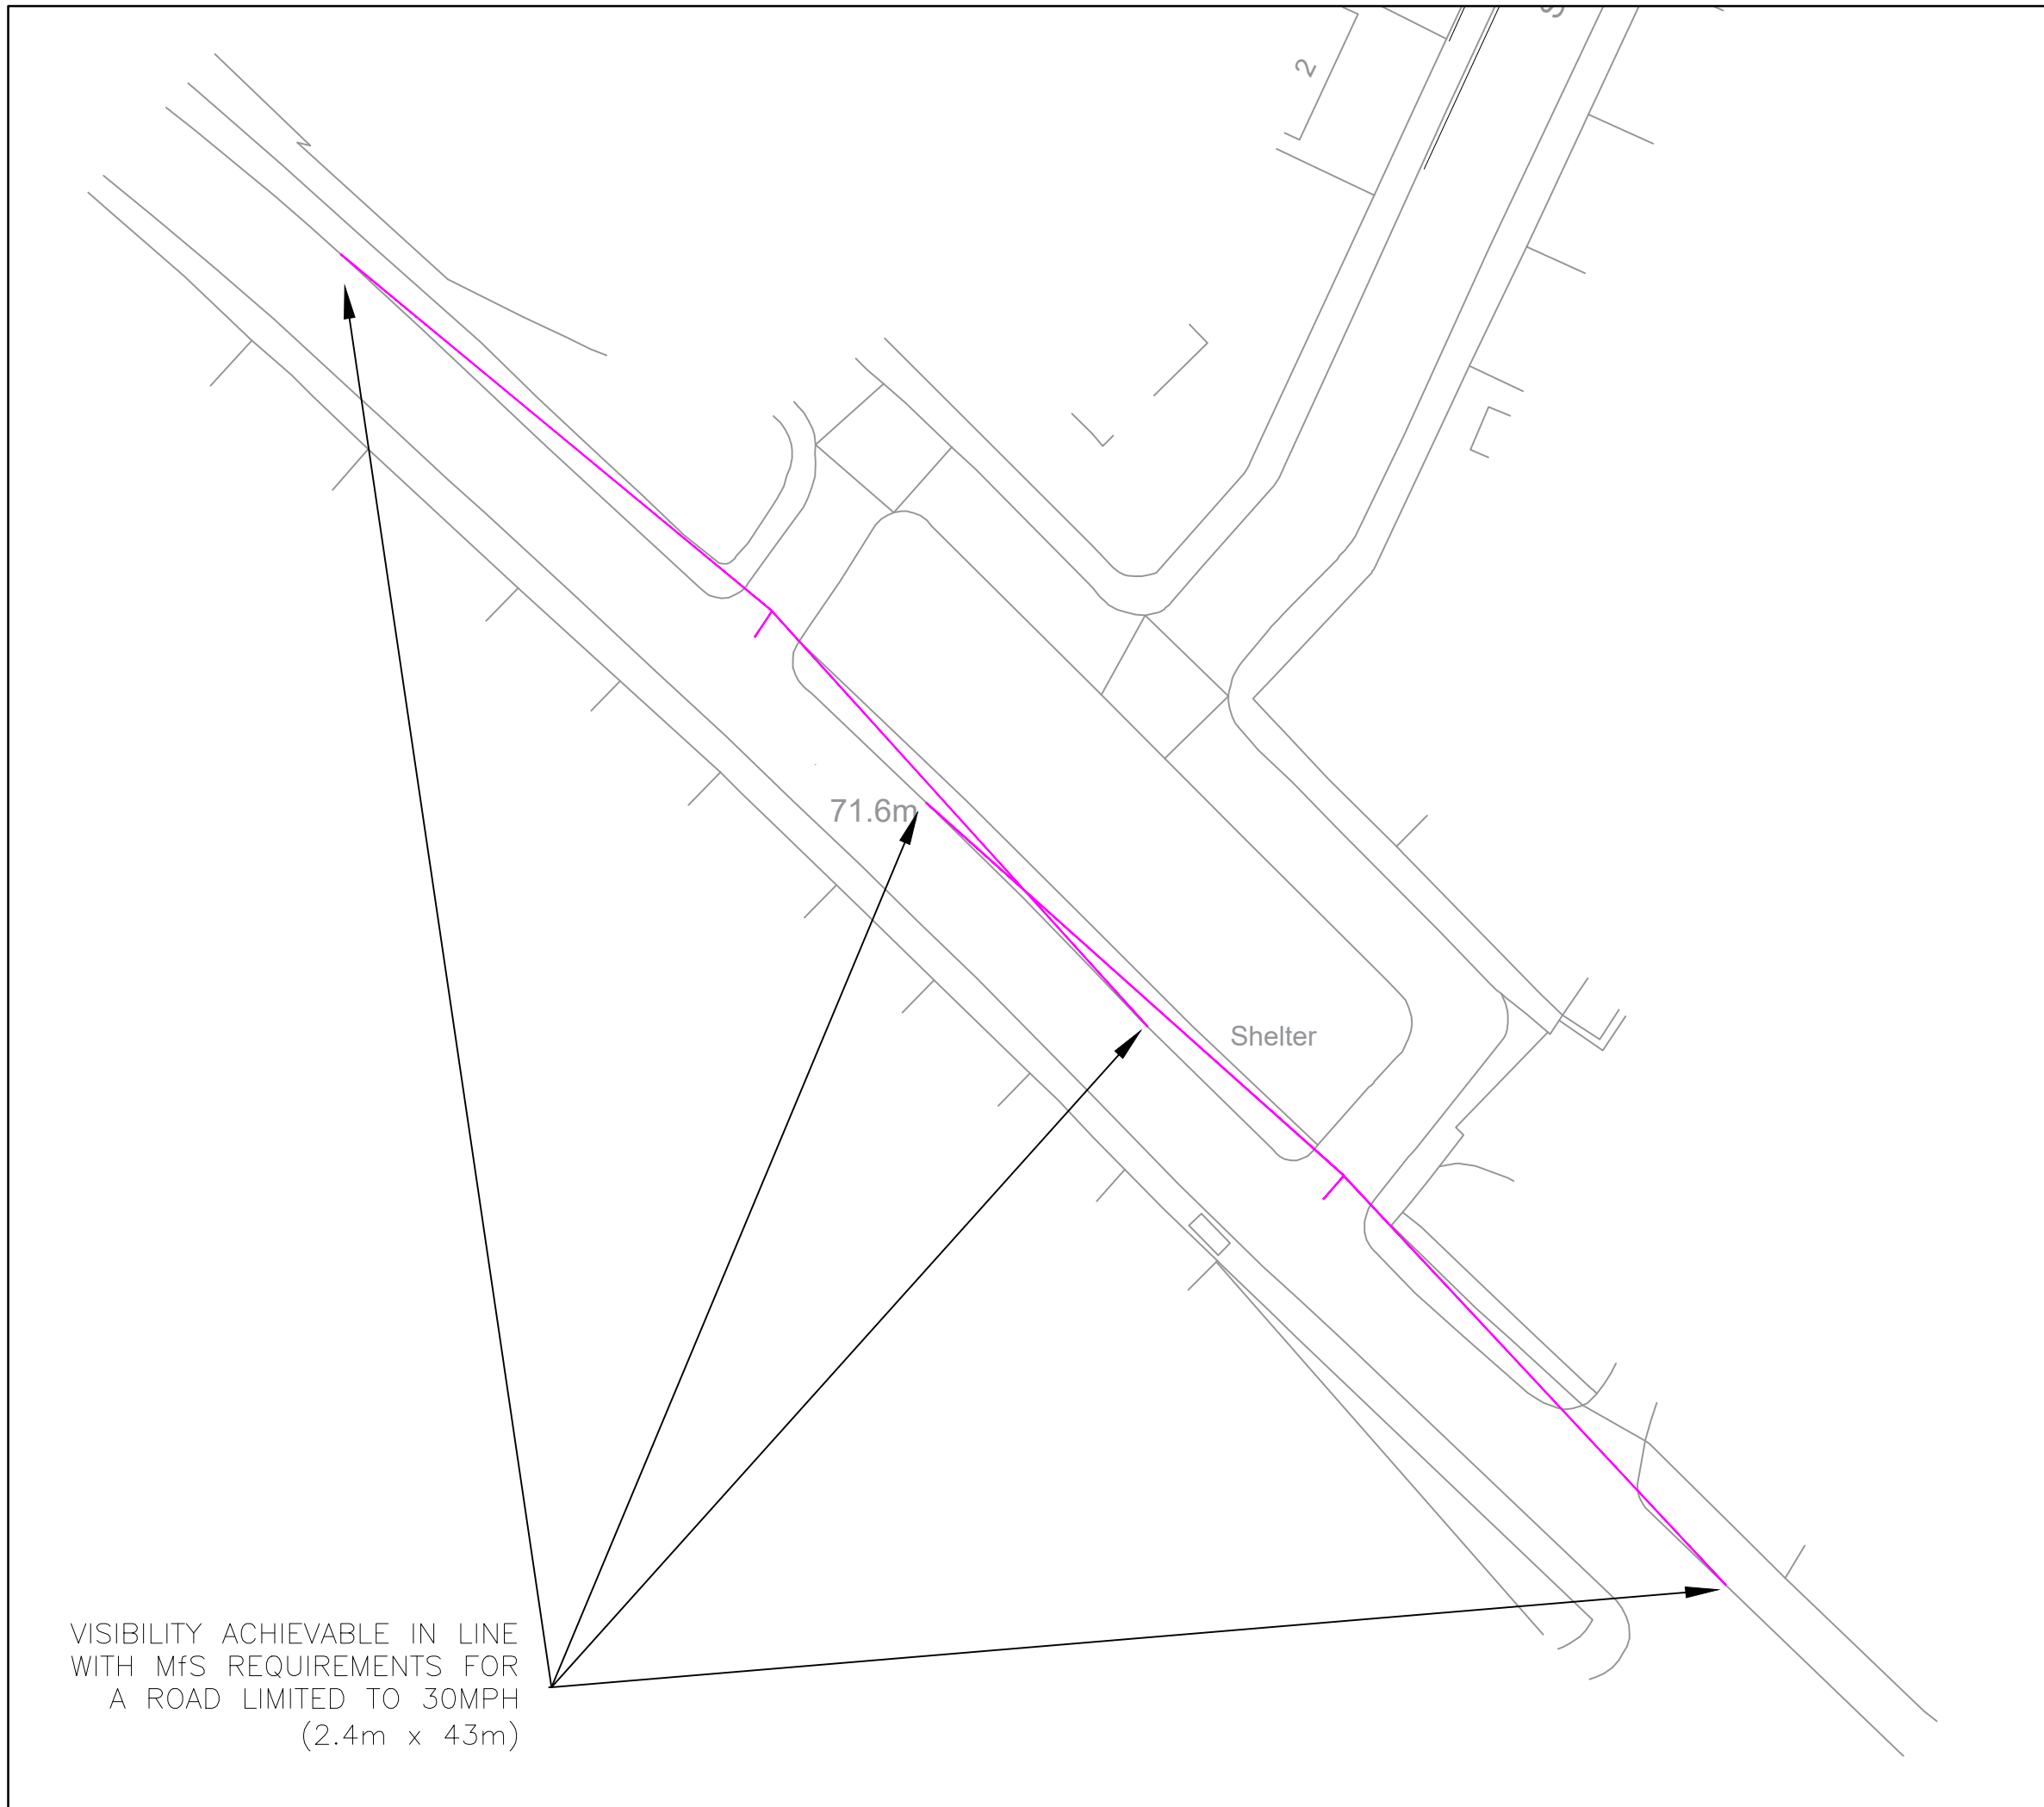 2
71.6m
Shelter
VISIBILITY ACHIEVABLE IN LINE
WITH MfS REQUIREMENTS FOR
A ROAD LIMITED TO 30MPH
(2.4m x 43m)